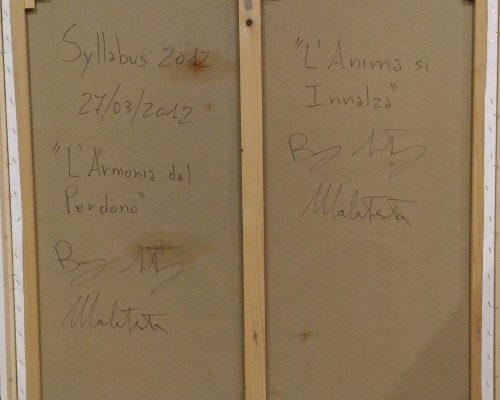 Syllabus 2012
27/03/2012
"L'Armonia del
Perdono"
Malatesta
"L'Anima si
Innalza"
Malatesta